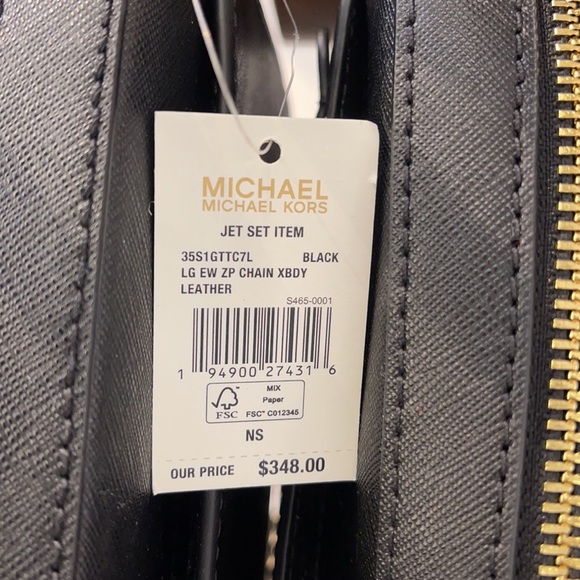 MICHAEL
MICHAEL KORS
JET SET ITEM
35S1GTTC7L BLACK
LG EW ZP CHAIN XBDY
LEATHER
S465-0001
1 94900 27431 6
FSC
MIX
Paper
FSC™ C012345
NS
OUR PRICE $348.00